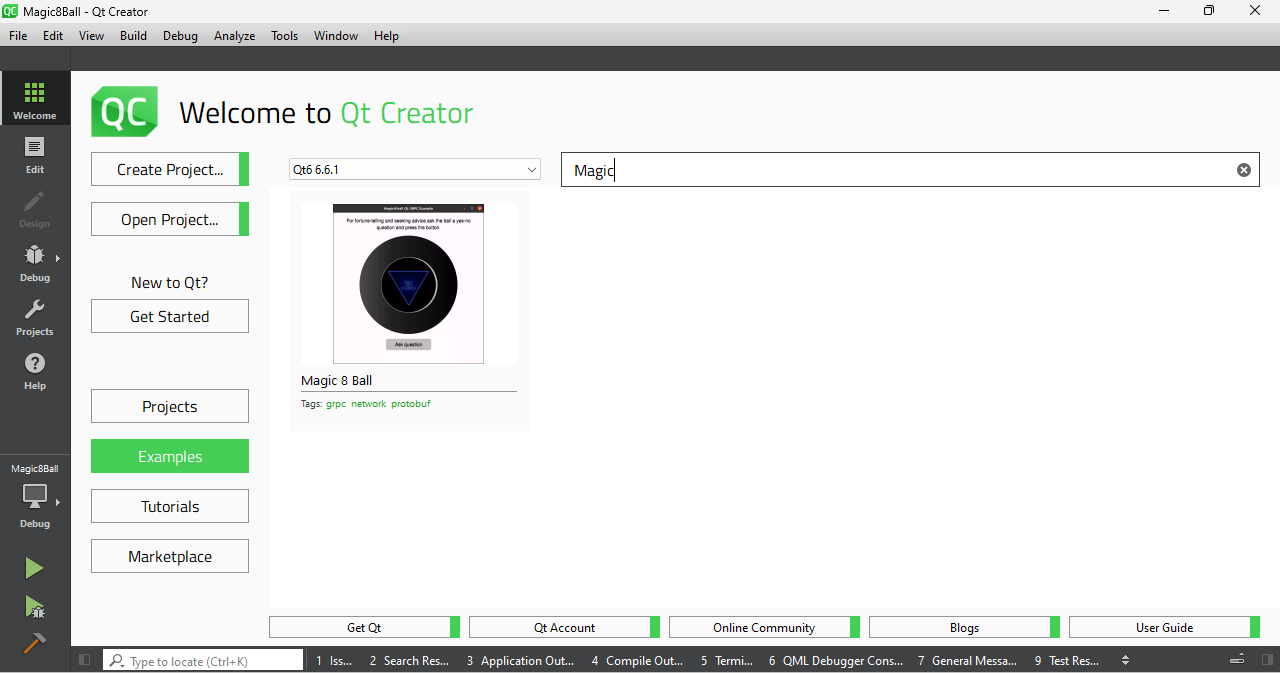 QC Magic8Ball - Qt Creator
File Edit View Build Debug Analyze Tools Window Help
Welcome
Edit
Design
Debug
Projects
Help
Magic8Ball
Debug
QC Welcome to Qt Creator
Create Project...
Open Project...
New to Qt?
Get Started
Projects
Examples
Tutorials
Marketplace
Qt6 6.6.1
Magic
Magic8Ball Qt GRPC Example
For fortune-telling and seeking advice ask the ball a yes-no
question and press the button.
Ask question
Magic 8 Ball
Tags: grpc network protobuf
Get Qt
Qt Account
Online Community
Blogs
User Guide
Type to locate (Ctrl+K)
1 Iss... 2 Search Res... 3 Application Out... 4 Compile Out... 5 Termi... 6 QML Debugger Cons... 7 General Messa... 9 Test Res...